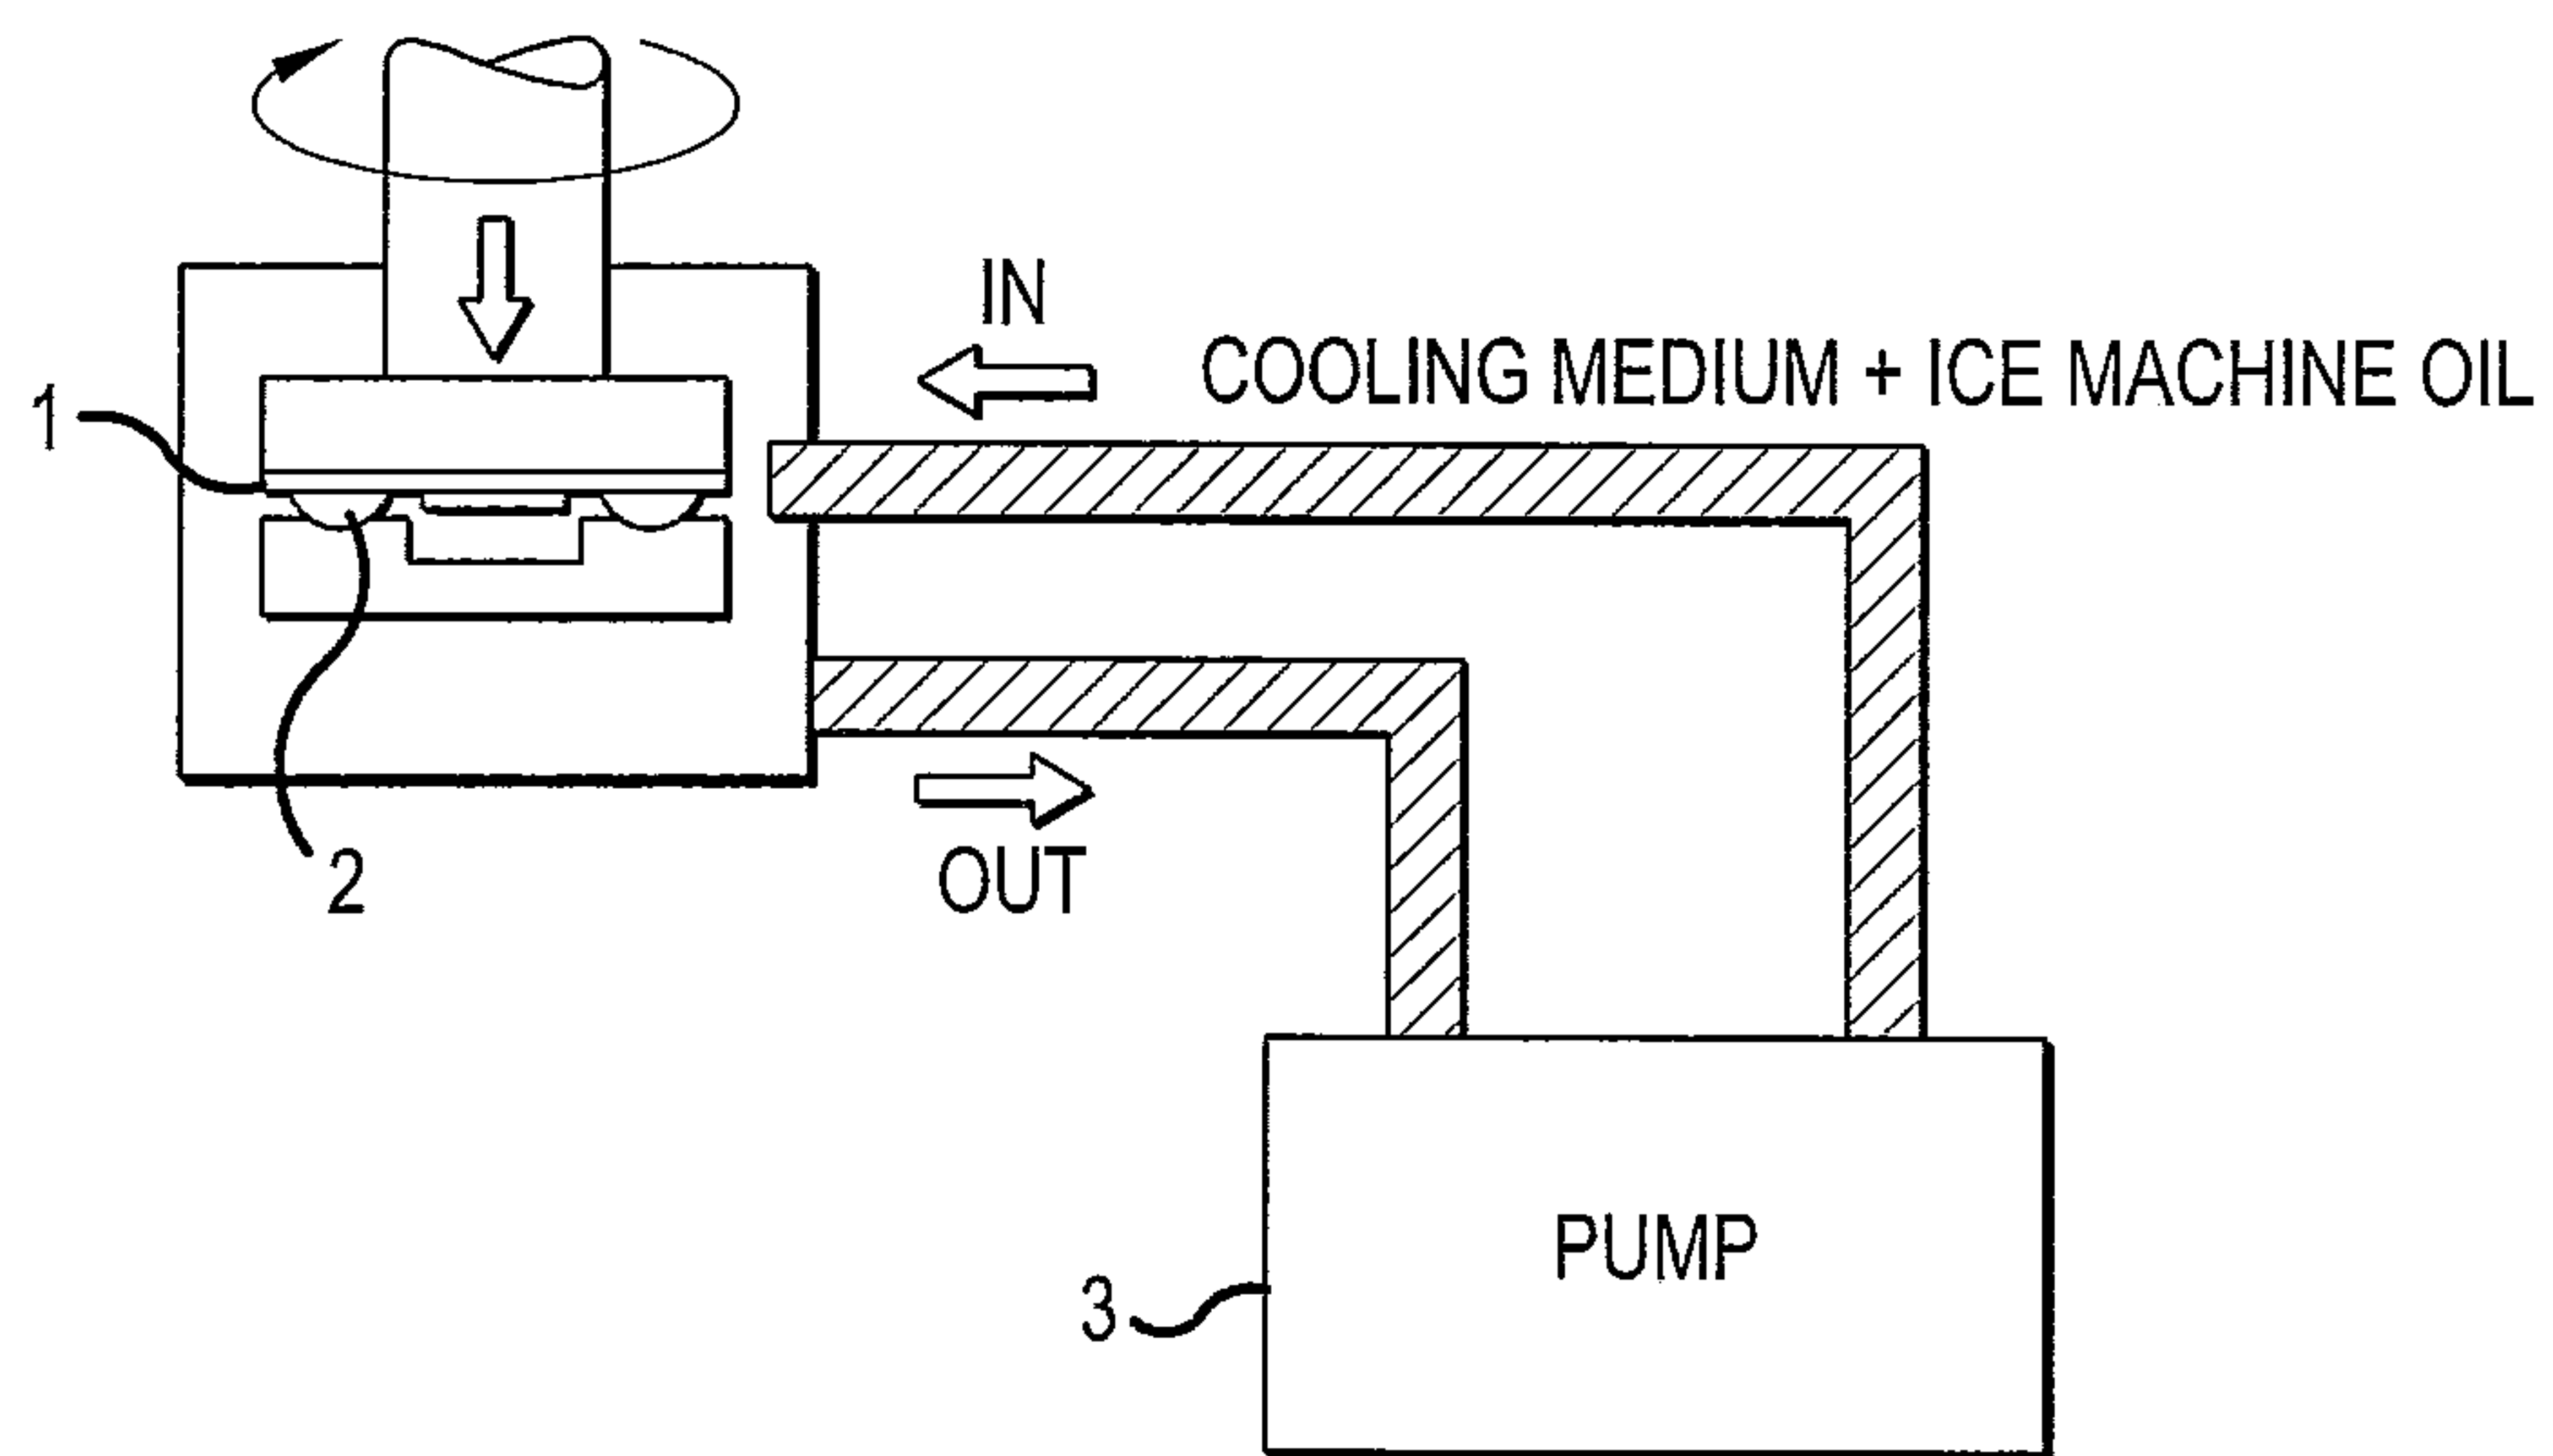 IN
COOLING MEDIUM + ICE MACHINE OIL
1
OUT
2
PUMP
3